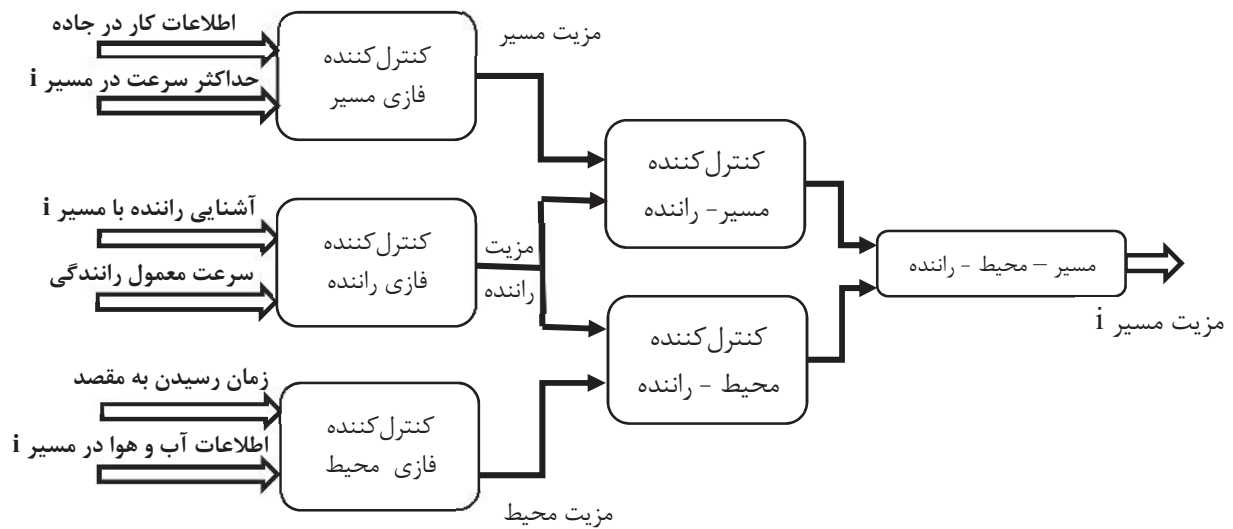 اطلاعات کار در جاده
حداکثر سرعت در مسیر i
کنترل‌کننده
فازی مسیر
مزیت مسیر
آشنایی راننده با مسیر i
سرعت معمول رانندگی
کنترل‌کننده
فازی راننده
مزیت
راننده
زمان رسیدن به مقصد
اطلاعات آب و هوا در مسیر i
کنترل‌کننده
فازی محیط
مزیت محیط
کنترل‌کننده
مسیر- راننده
کنترل‌کننده
محیط - راننده
مسیر – محیط - راننده
مزیت مسیر i